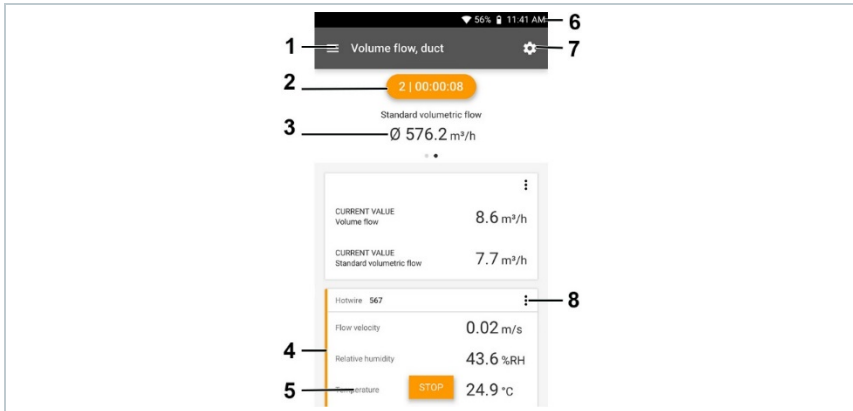 56% 11:41 AM 6
1 Volume flow, duct 7
2 2 | 00:00:08
Standard volumetric flow
3 Ø 576.2 m³/h
CURRENT VALUE
Volume flow 8.6 m³/h
CURRENT VALUE
Standard volumetric flow 7.7 m³/h
Hotwire 567 8
Flow velocity 0.02 m/s
4 Relative humidity 43.6 %RH
5 Temperature STOP 24.9 °C